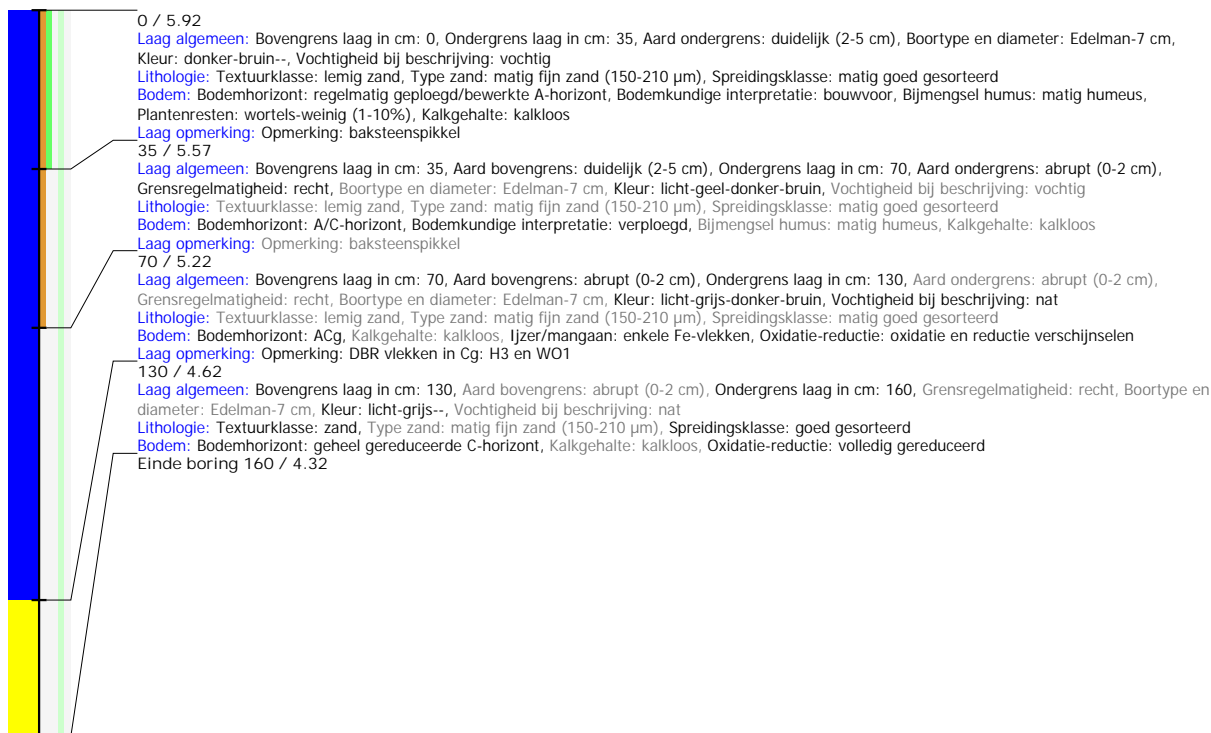 0 / 5.92
Laag algemeen: Bovengrens laag in cm: 0, Ondergrens laag in cm: 35, Aard ondergrens: duidelijk (2-5 cm), Boortype en diameter: Edelman-7 cm,
Kleur: donker-bruin--, Vochtigheid bij beschrijving: vochtig
Lithologie: Textuurklasse: lemig zand, Type zand: matig fijn zand (150-210 µm), Spreidingsklasse: matig goed gesorteerd
Bodem: Bodemhorizont: regelmatig geploegd/bewerkte A-horizont, Bodemkundige interpretatie: bouwvoor, Bijmengsel humus: matig humeus,
Plantenresten: wortels-weinig (1-10%), Kalkgehalte: kalkloos
Laag opmerking: Opmerking: baksteenspikkel
35 / 5.57
Laag algemeen: Bovengrens laag in cm: 35, Aard bovengrens: duidelijk (2-5 cm), Ondergrens laag in cm: 70, Aard ondergrens: abrupt (0-2 cm),
Grensregelmatigheid: recht, Boortype en diameter: Edelman-7 cm, Kleur: licht-geel-donker-bruin, Vochtigheid bij beschrijving: vochtig
Lithologie: Textuurklasse: lemig zand, Type zand: matig fijn zand (150-210 µm), Spreidingsklasse: matig goed gesorteerd
Bodem: Bodemhorizont: A/C-horizont, Bodemkundige interpretatie: verploegd, Bijmengsel humus: matig humeus, Kalkgehalte: kalkloos
Laag opmerking: Opmerking: baksteenspikkel
70 / 5.22
Laag algemeen: Bovengrens laag in cm: 70, Aard bovengrens: abrupt (0-2 cm), Ondergrens laag in cm: 130, Aard ondergrens: abrupt (0-2 cm),
Grensregelmatigheid: recht, Boortype en diameter: Edelman-7 cm, Kleur: licht-grijs-donker-bruin, Vochtigheid bij beschrijving: nat
Lithologie: Textuurklasse: lemig zand, Type zand: matig fijn zand (150-210 µm), Spreidingsklasse: matig goed gesorteerd
Bodem: Bodemhorizont: ACg, Kalkgehalte: kalkloos, Ijzer/mangaan: enkele Fe-vlekken, Oxidatie-reductie: oxidatie en reductie verschijnselen
Laag opmerking: Opmerking: DBR vlekken in Cg: H3 en WO1
130 / 4.62
Laag algemeen: Bovengrens laag in cm: 130, Aard bovengrens: abrupt (0-2 cm), Ondergrens laag in cm: 160, Grensregelmatigheid: recht, Boortype en
diameter: Edelman-7 cm, Kleur: licht-grijs--, Vochtigheid bij beschrijving: nat
Lithologie: Textuurklasse: zand, Type zand: matig fijn zand (150-210 µm), Spreidingsklasse: goed gesorteerd
Bodem: Bodemhorizont: geheel gereduceerde C-horizont, Kalkgehalte: kalkloos, Oxidatie-reductie: volledig gereduceerd
Einde boring 160 / 4.32